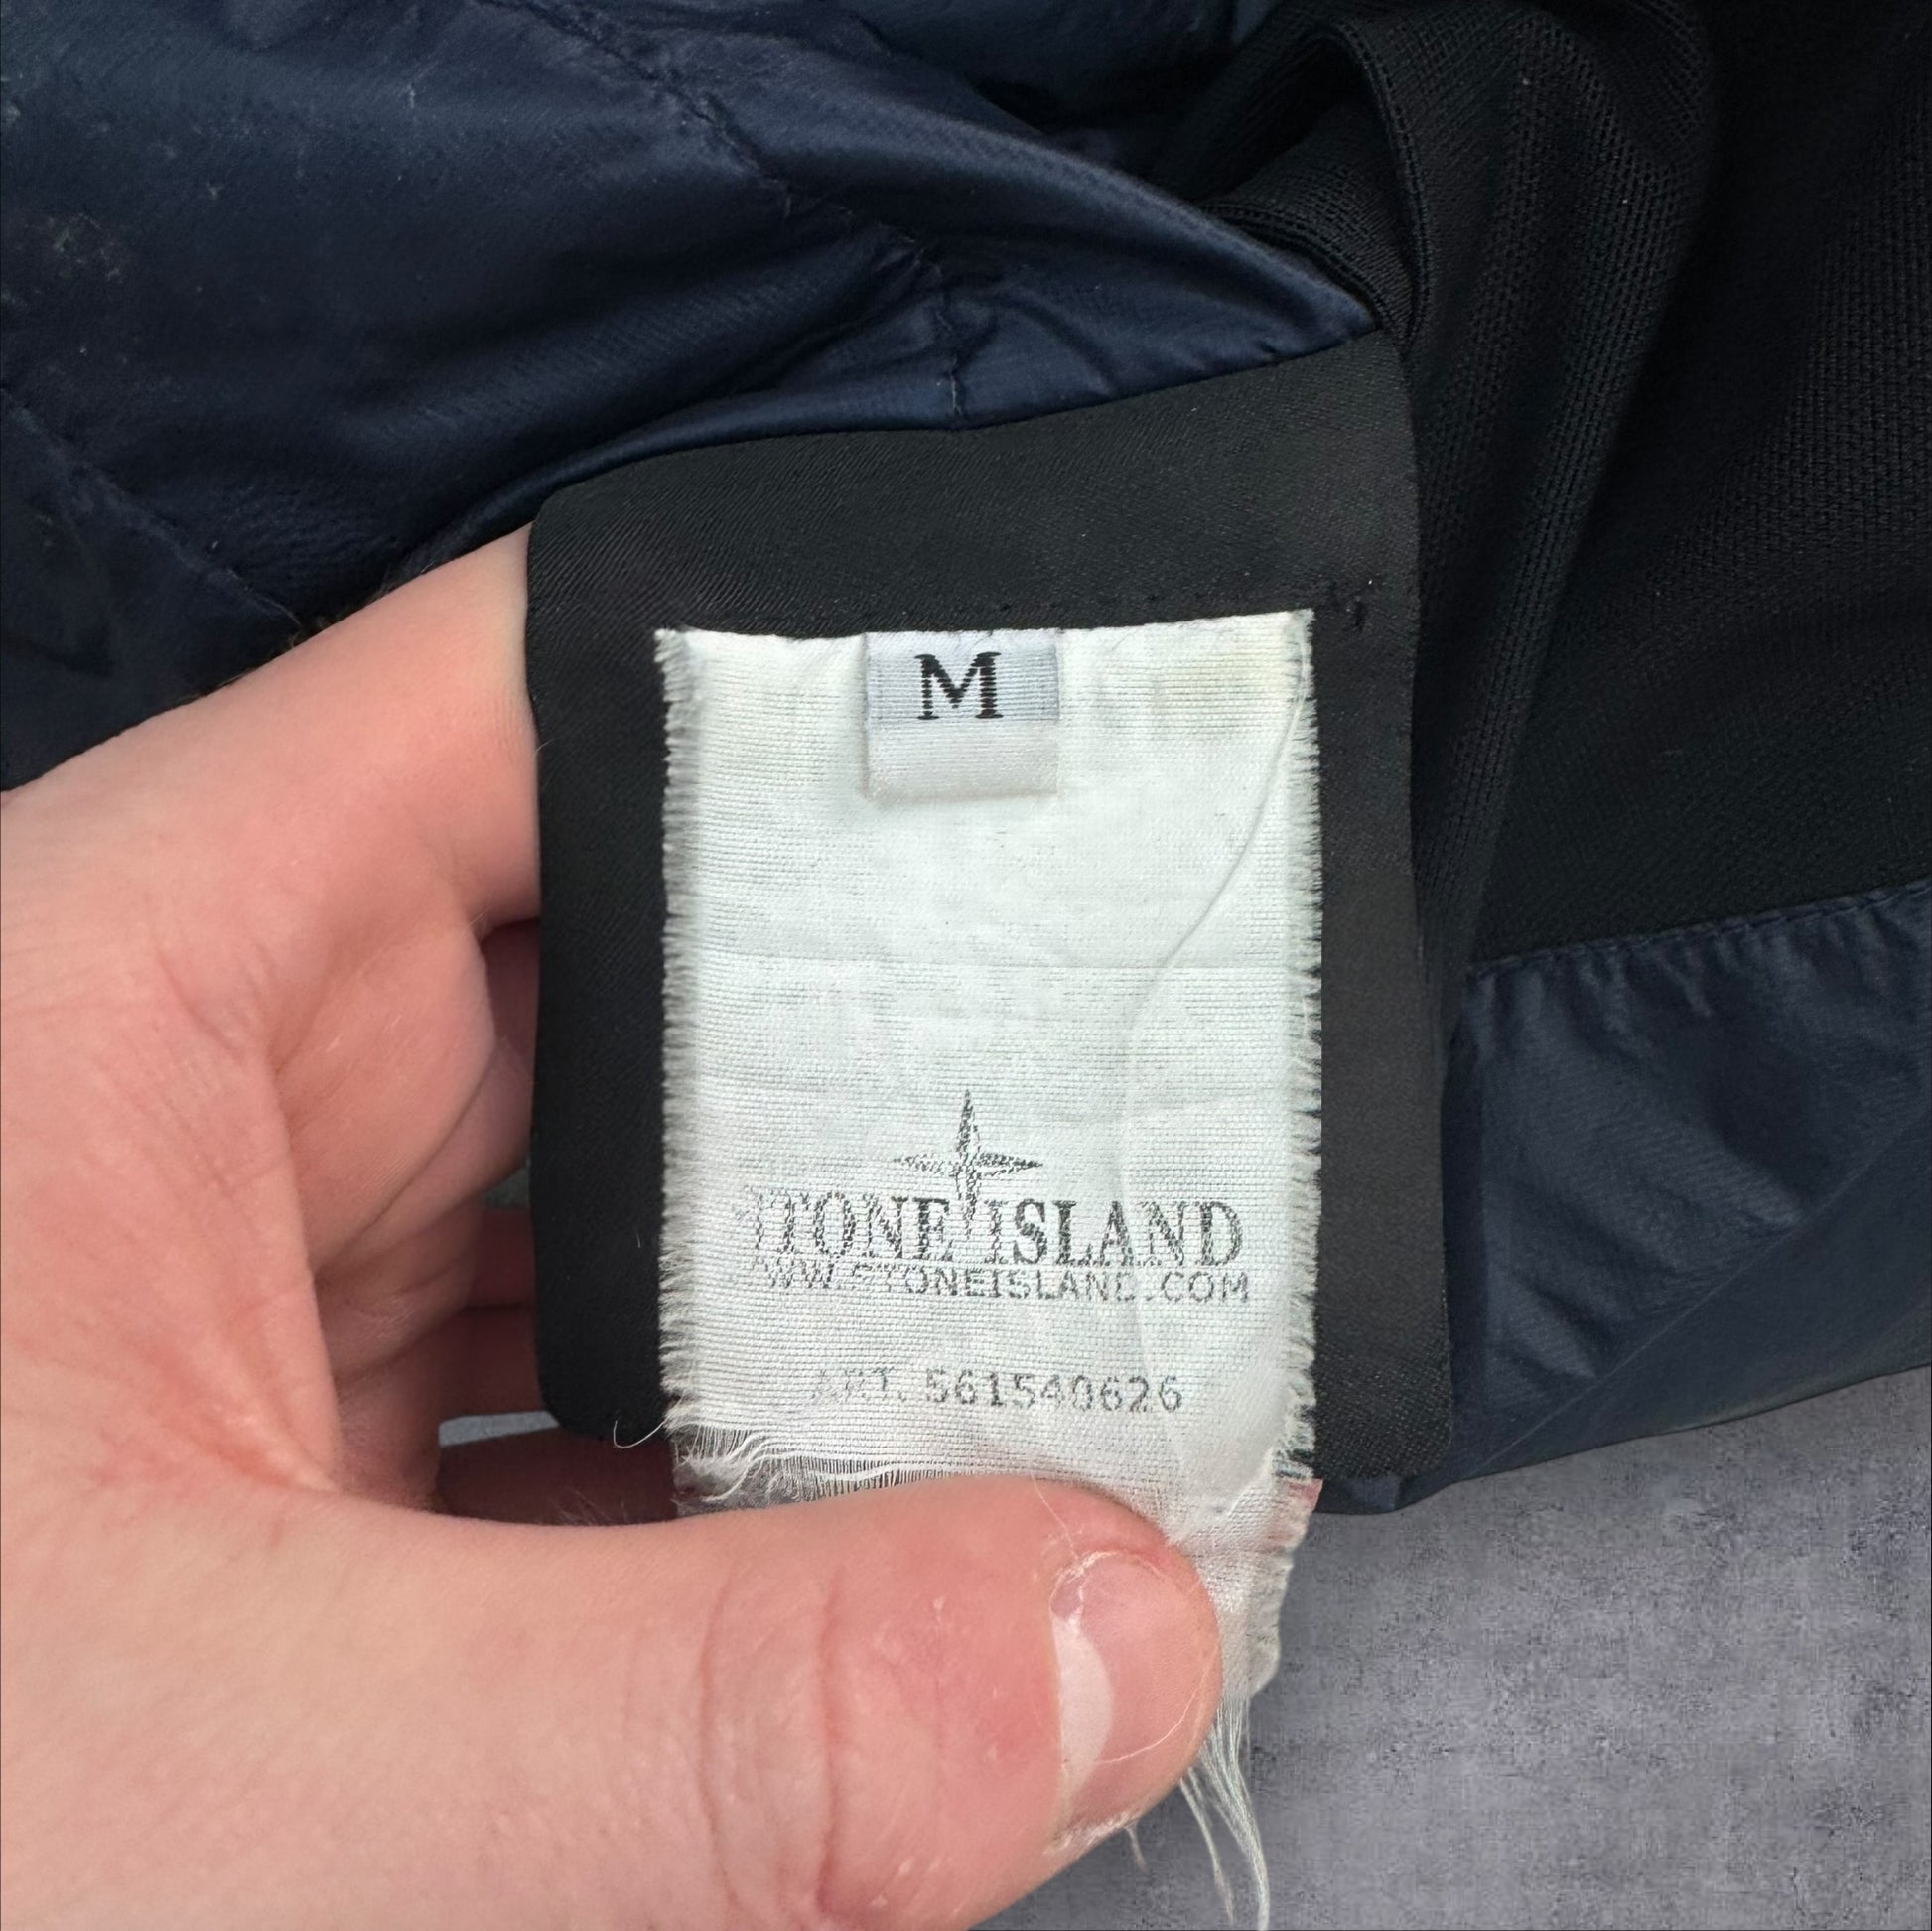 M
STONE ISLAND
WWW.STONEISLAND.COM
ART. 561540626